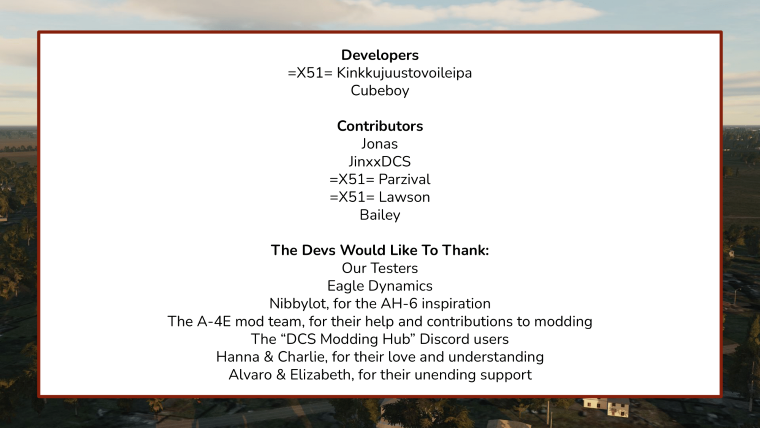 Developers
=X51= Kinkkujuustovoileipa
Cubeboy
Contributors
Jonas
JinxxDCS
=X51= Parzival
=X51= Lawson
Bailey
The Devs Would Like To Thank:
Our Testers
Eagle Dynamics
Nibbylot, for the AH-6 inspiration
The A-4E mod team, for their help and contributions to modding
The “DCS Modding Hub” Discord users
Hanna & Charlie, for their love and understanding
Alvaro & Elizabeth, for their unending support